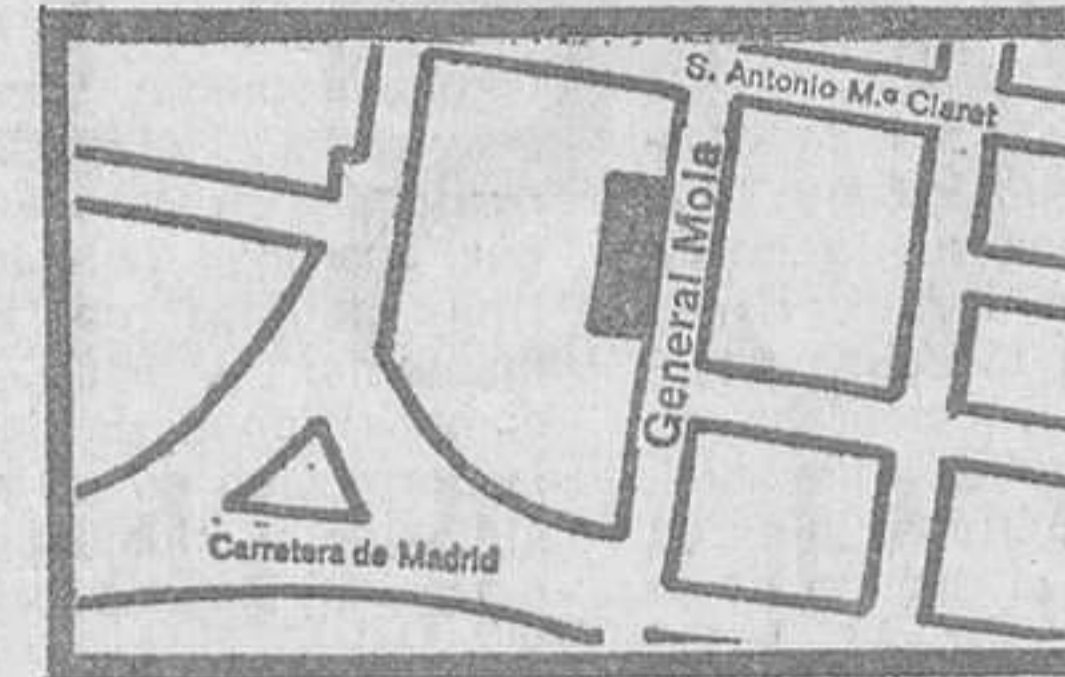 S. Antonio M.ª Claret
General Mola
Carretera de Madrid